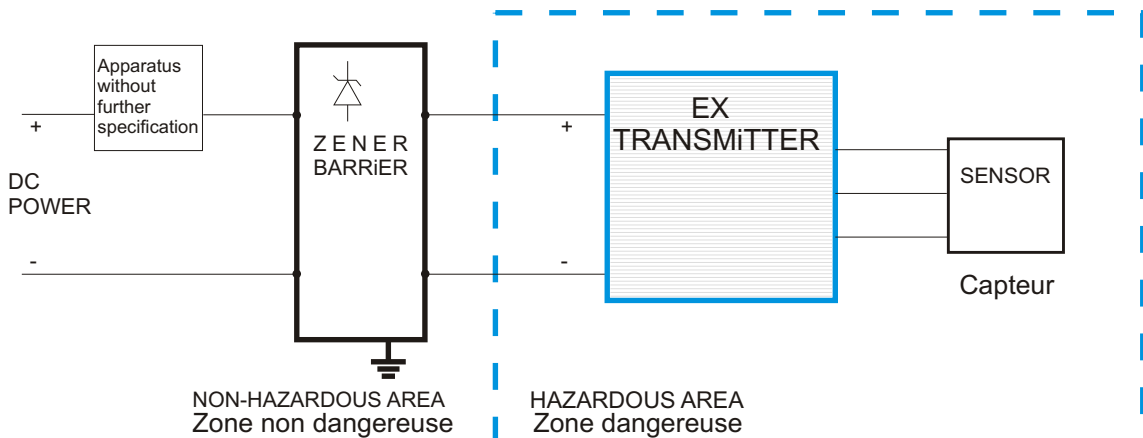 Apparatus
without
further
specification
+
DC
POWER
-
Z E N E R
BARRiER
+
-
EX
TRANSMiTTER
SENSOR
Capteur
NON-HAZARDOUS AREA
Zone non dangereuse
HAZARDOUS AREA
Zone dangereuse